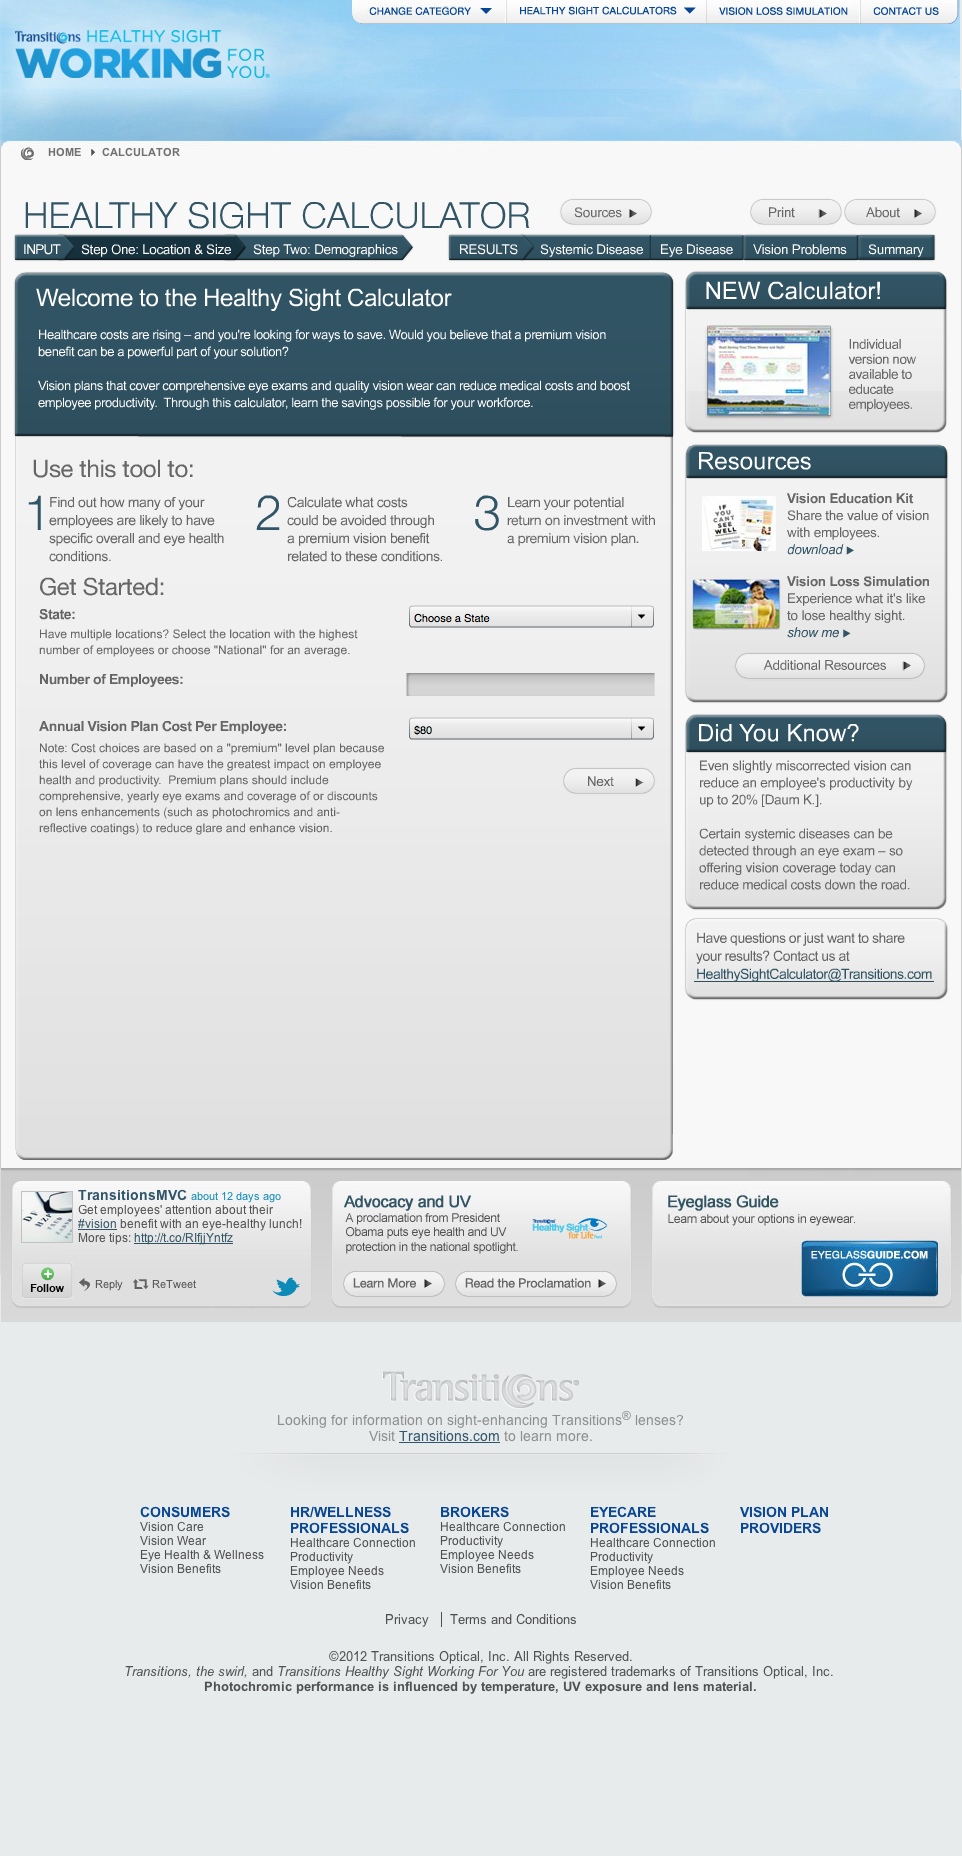 CHANGE CATEGORY
HEALTHY SIGHT CALCULATORS
VISION LOSS SIMULATION
CONTACT US
Transitions HEALTHY SIGHT
WORKING FOR YOU.
HOME
CALCULATOR
HEALTHY SIGHT CALCULATOR
Sources
Print
About
INPUT
Step One: Location & Size
Step Two: Demographics
RESULTS
Systemic Disease
Eye Disease
Vision Problems
Summary
Welcome to the Healthy Sight Calculator
Healthcare costs are rising – and you're looking for ways to save. Would you believe that a premium vision
benefit can be a powerful part of your solution?
Vision plans that cover comprehensive eye exams and quality vision wear can reduce medical costs and boost
employee productivity. Through this calculator, learn the savings possible for your workforce.
Use this tool to:
1 Find out how many of your
employees are likely to have
specific overall and eye health
conditions.
2 Calculate what costs
could be avoided through
a premium vision benefit
related to these conditions.
3 Learn your potential
return on investment with
a premium vision plan.
Get Started:
State:
Have multiple locations? Select the location with the highest
number of employees or choose "National" for an average.
Choose a State
Number of Employees:
Annual Vision Plan Cost Per Employee:
$80
Note: Cost choices are based on a "premium" level plan because
this level of coverage can have the greatest impact on employee
health and productivity. Premium plans should include
comprehensive, yearly eye exams and coverage of or discounts
on lens enhancements (such as photochromics and anti-
reflective coatings) to reduce glare and enhance vision.
Next
NEW Calculator!
Individual
version now
available to
educate
employees.
Resources
IF
YOU CAN'T
SEE WELL
Vision Education Kit
Share the value of vision
with employees.
download
Vision Loss Simulation
Experience what it's like
to lose healthy sight.
show me
Additional Resources
Did You Know?
Even slightly miscorrected vision can
reduce an employee's productivity by
up to 20% [Daum K.].
Certain systemic diseases can be
detected through an eye exam – so
offering vision coverage today can
reduce medical costs down the road.
Have questions or just want to share
your results? Contact us at
HealthySightCalculator@Transitions.com
TransitionsMVC about 12 days ago
Get employees' attention about their
#vision benefit with an eye-healthy lunch!
More tips: http://t.co/RIfjjYntfz
Follow
Reply
ReTweet
Advocacy and UV
A proclamation from President
Obama puts eye health and UV
protection in the national spotlight.
Transitions
Healthy Sight
for Life
Learn More
Read the Proclamation
Eyeglass Guide
Learn about your options in eyewear.
EYEGLASSGUIDE.COM
Transitions
Looking for information on sight-enhancing Transitions® lenses?
Visit Transitions.com to learn more.
CONSUMERS
Vision Care
Vision Wear
Eye Health & Wellness
Vision Benefits
HR/WELLNESS
PROFESSIONALS
Healthcare Connection
Productivity
Employee Needs
Vision Benefits
BROKERS
Healthcare Connection
Productivity
Employee Needs
Vision Benefits
EYECARE
PROFESSIONALS
Healthcare Connection
Productivity
Employee Needs
Vision Benefits
VISION PLAN
PROVIDERS
Privacy | Terms and Conditions
©2012 Transitions Optical, Inc. All Rights Reserved.
Transitions, the swirl, and Transitions Healthy Sight Working For You are registered trademarks of Transitions Optical, Inc.
Photochromic performance is influenced by temperature, UV exposure and lens material.